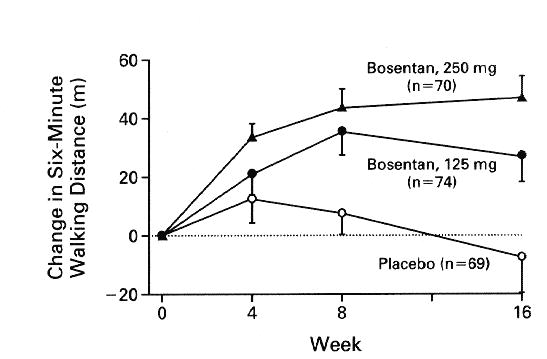 Change in Six-Minute
Walking Distance (m)
60
40
20
0
−20
Bosentan, 250 mg
(n=70)
Bosentan, 125 mg
(n=74)
Placebo (n=69)
0 4 8 16
Week